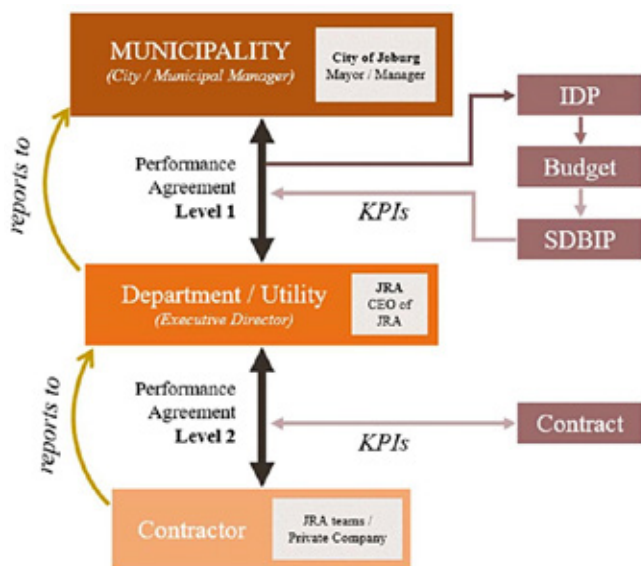 MUNICIPALITY
(City / Municipal Manager)
City of Joburg
Mayor / Manager
IDP
Budget
SDBIP
reports to
Performance
Agreement
Level 1
KPIs
Department / Utility
(Executive Director)
JRA
CEO of
JRA
reports to
Performance
Agreement
Level 2
KPIs
Contract
Contractor
JRA teams /
Private Company